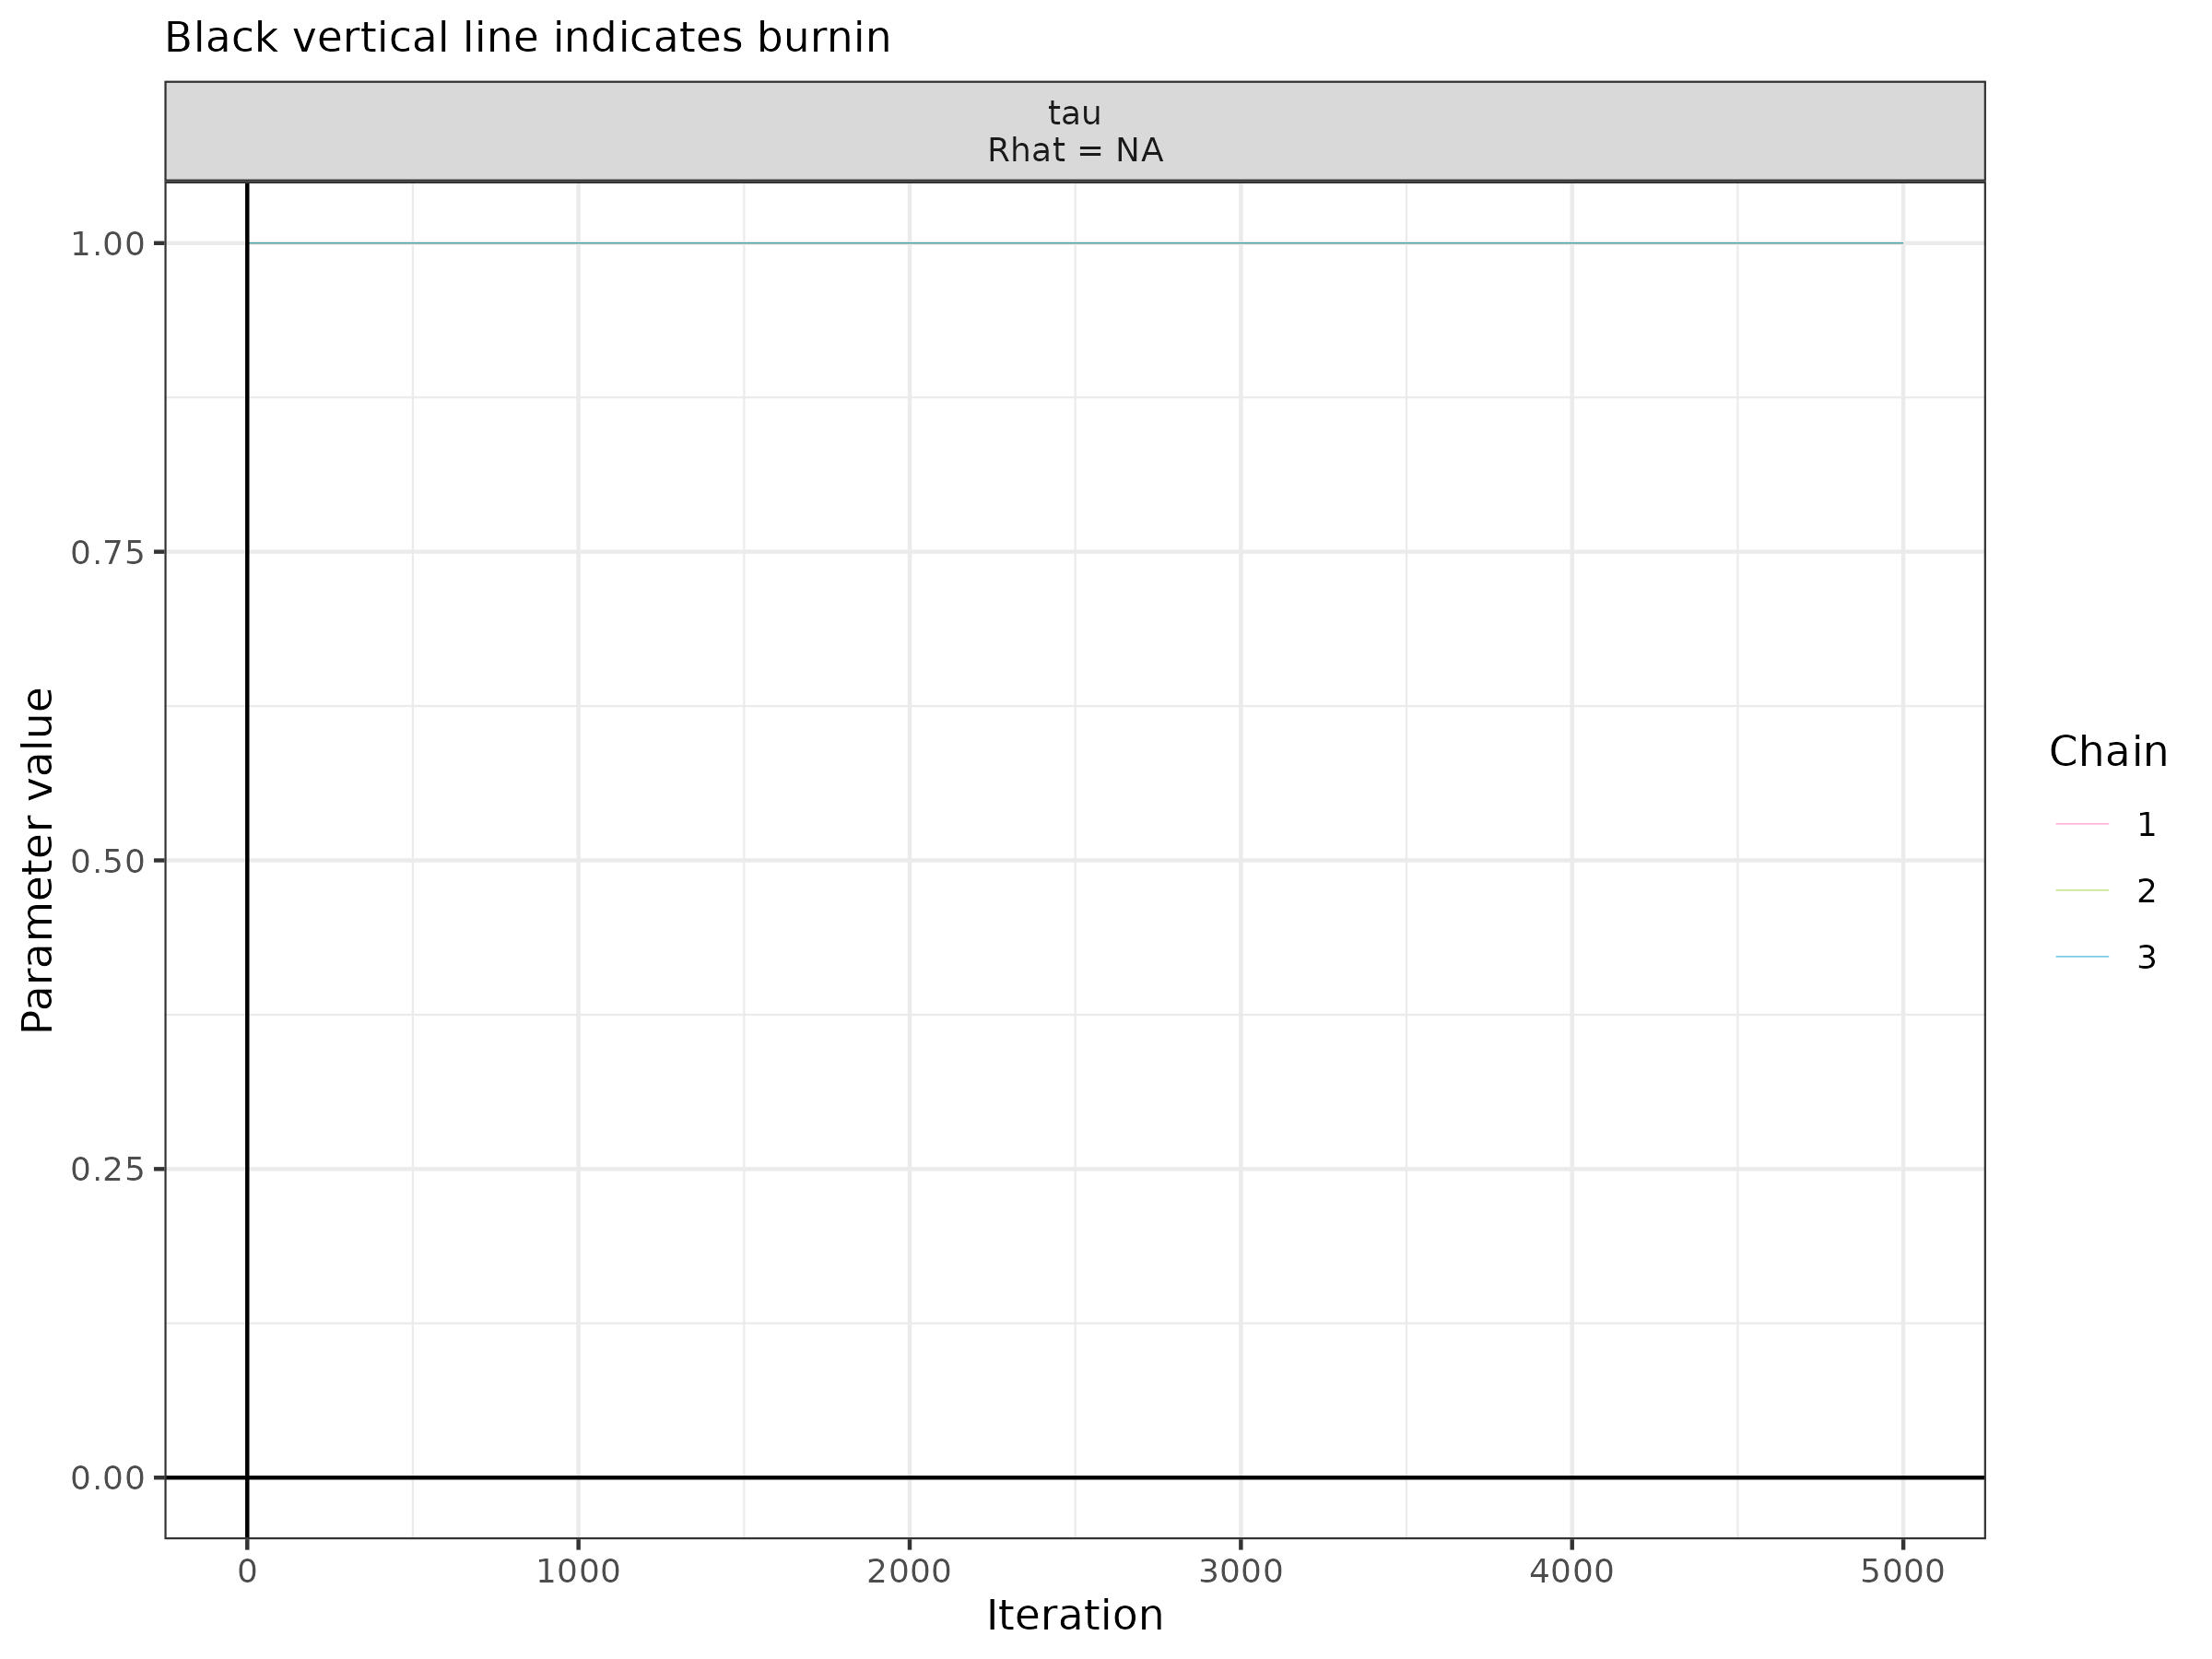 Black vertical line indicates burnin
tau
Rhat = NA
1.00
0.75
0.50
0.25
0.00
Parameter value
0
1000
2000
3000
4000
5000
Iteration
Chain
1
2
3